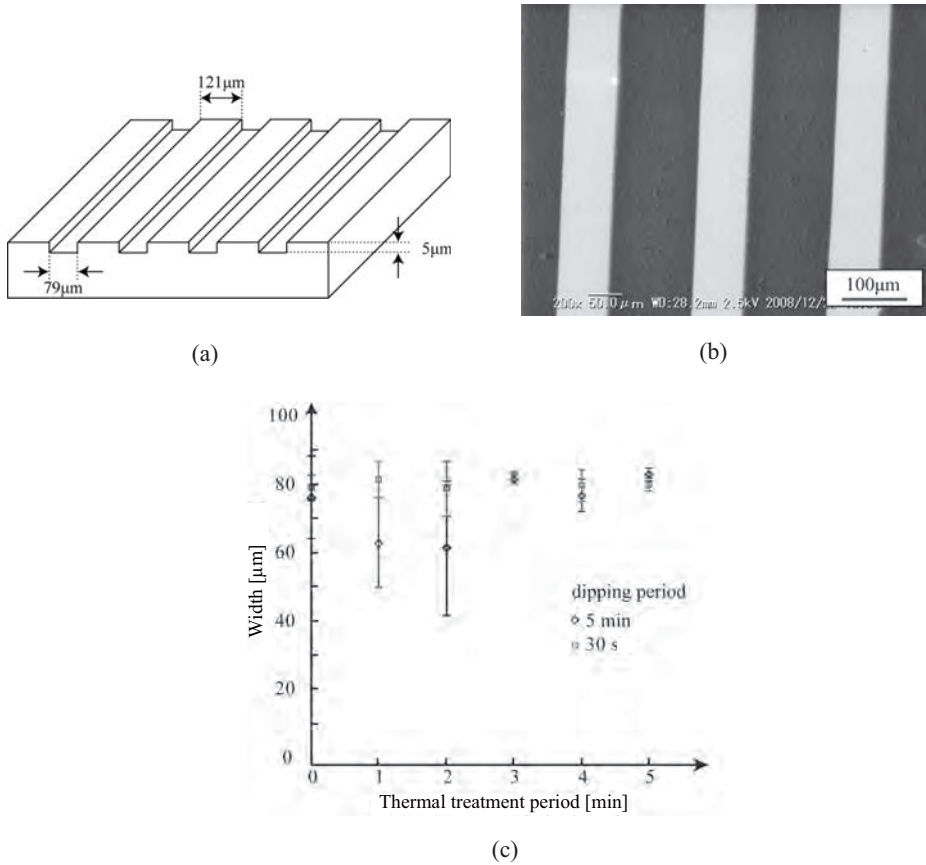 121μm
5μm
79μm
(a)
200x 50.0μm WD:28.2mm 2.5kV 2008/12/
100μm
(b)
100
80
60
40
20
0
Width [μm]
dipping period
5 min
30 s
0 1 2 3 4 5
Thermal treatment period [min]
(c)